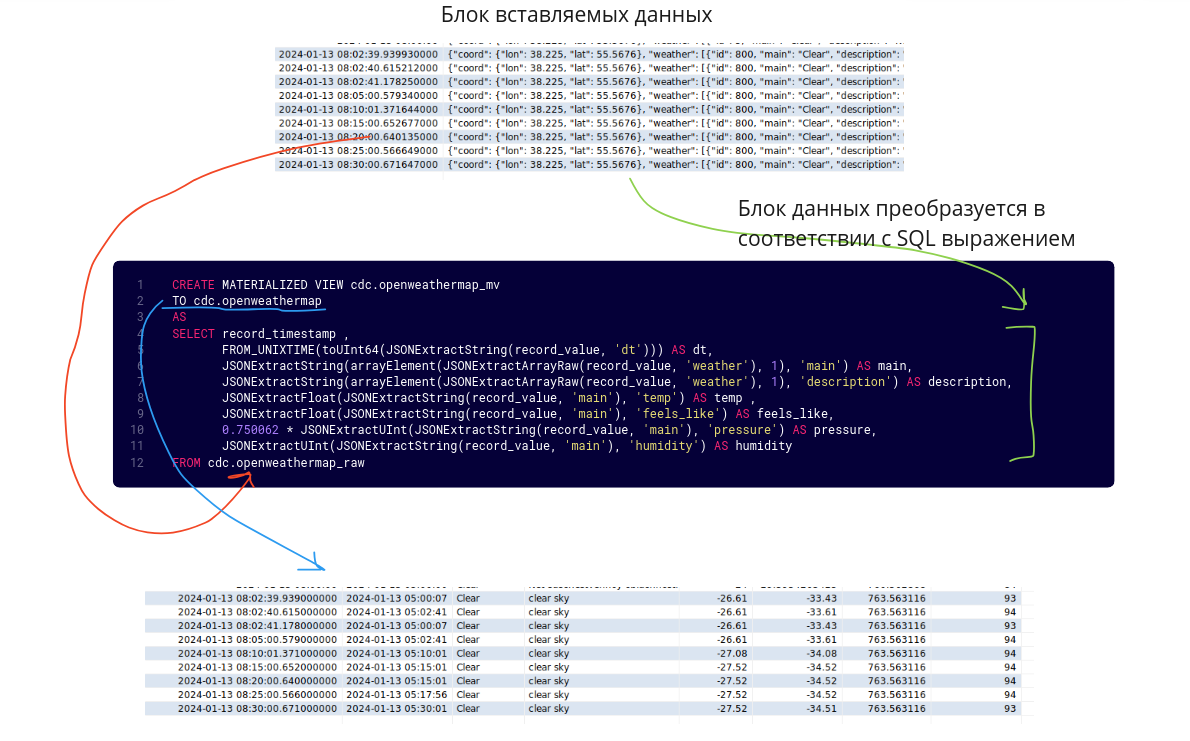 Блок вставляемых данных
2024-01-13 08:02:39.939930000 {"coord": {"lon": 38.225, "lat": 55.5676}, "weather": [{"id": 800, "main": "Clear", "description": "
2024-01-13 08:02:40.615212000 {"coord": {"lon": 38.225, "lat": 55.5676}, "weather": [{"id": 800, "main": "Clear", "description": "
2024-01-13 08:02:41.178250000 {"coord": {"lon": 38.225, "lat": 55.5676}, "weather": [{"id": 800, "main": "Clear", "description": "
2024-01-13 08:05:00.579340000 {"coord": {"lon": 38.225, "lat": 55.5676}, "weather": [{"id": 800, "main": "Clear", "description": "
2024-01-13 08:10:01.371644000 {"coord": {"lon": 38.225, "lat": 55.5676}, "weather": [{"id": 800, "main": "Clear", "description": "
2024-01-13 08:15:00.652677000 {"coord": {"lon": 38.225, "lat": 55.5676}, "weather": [{"id": 800, "main": "Clear", "description": "
2024-01-13 08:20:00.640135000 {"coord": {"lon": 38.225, "lat": 55.5676}, "weather": [{"id": 800, "main": "Clear", "description": "
2024-01-13 08:25:00.566649000 {"coord": {"lon": 38.225, "lat": 55.5676}, "weather": [{"id": 800, "main": "Clear", "description": "
2024-01-13 08:30:00.671647000 {"coord": {"lon": 38.225, "lat": 55.5676}, "weather": [{"id": 800, "main": "Clear", "description": "
Блок данных преобразуется в
соответствии с SQL выражением
1 CREATE MATERIALIZED VIEW cdc.openweathermap_mv
2 TO cdc.openweathermap
3 AS
4 SELECT record_timestamp ,
5 FROM_UNIXTIME(toUInt64(JSONExtractString(record_value, 'dt'))) AS dt,
6 JSONExtractString(arrayElement(JSONExtractArrayRaw(record_value, 'weather'), 1), 'main') AS main,
7 JSONExtractString(arrayElement(JSONExtractArrayRaw(record_value, 'weather'), 1), 'description') AS description,
8 JSONExtractFloat(JSONExtractString(record_value, 'main'), 'temp') AS temp ,
9 JSONExtractFloat(JSONExtractString(record_value, 'main'), 'feels_like') AS feels_like,
10 0.750062 * JSONExtractUInt(JSONExtractString(record_value, 'main'), 'pressure') AS pressure,
11 JSONExtractUInt(JSONExtractString(record_value, 'main'), 'humidity') AS humidity
12 FROM cdc.openweathermap_raw
2024-01-13 08:02:39.939000000 2024-01-13 05:00:07 Clear clear sky -26.61 -33.43 763.563116 93
2024-01-13 08:02:40.615000000 2024-01-13 05:02:41 Clear clear sky -26.61 -33.61 763.563116 94
2024-01-13 08:02:41.178000000 2024-01-13 05:00:07 Clear clear sky -26.61 -33.43 763.563116 93
2024-01-13 08:05:00.579000000 2024-01-13 05:02:41 Clear clear sky -26.61 -33.61 763.563116 94
2024-01-13 08:10:01.371000000 2024-01-13 05:10:01 Clear clear sky -27.08 -34.08 763.563116 94
2024-01-13 08:15:00.652000000 2024-01-13 05:15:01 Clear clear sky -27.52 -34.52 763.563116 94
2024-01-13 08:20:00.640000000 2024-01-13 05:15:01 Clear clear sky -27.52 -34.52 763.563116 94
2024-01-13 08:25:00.566000000 2024-01-13 05:17:56 Clear clear sky -27.52 -34.52 763.563116 94
2024-01-13 08:30:00.671000000 2024-01-13 05:30:01 Clear clear sky -27.52 -34.51 763.563116 93